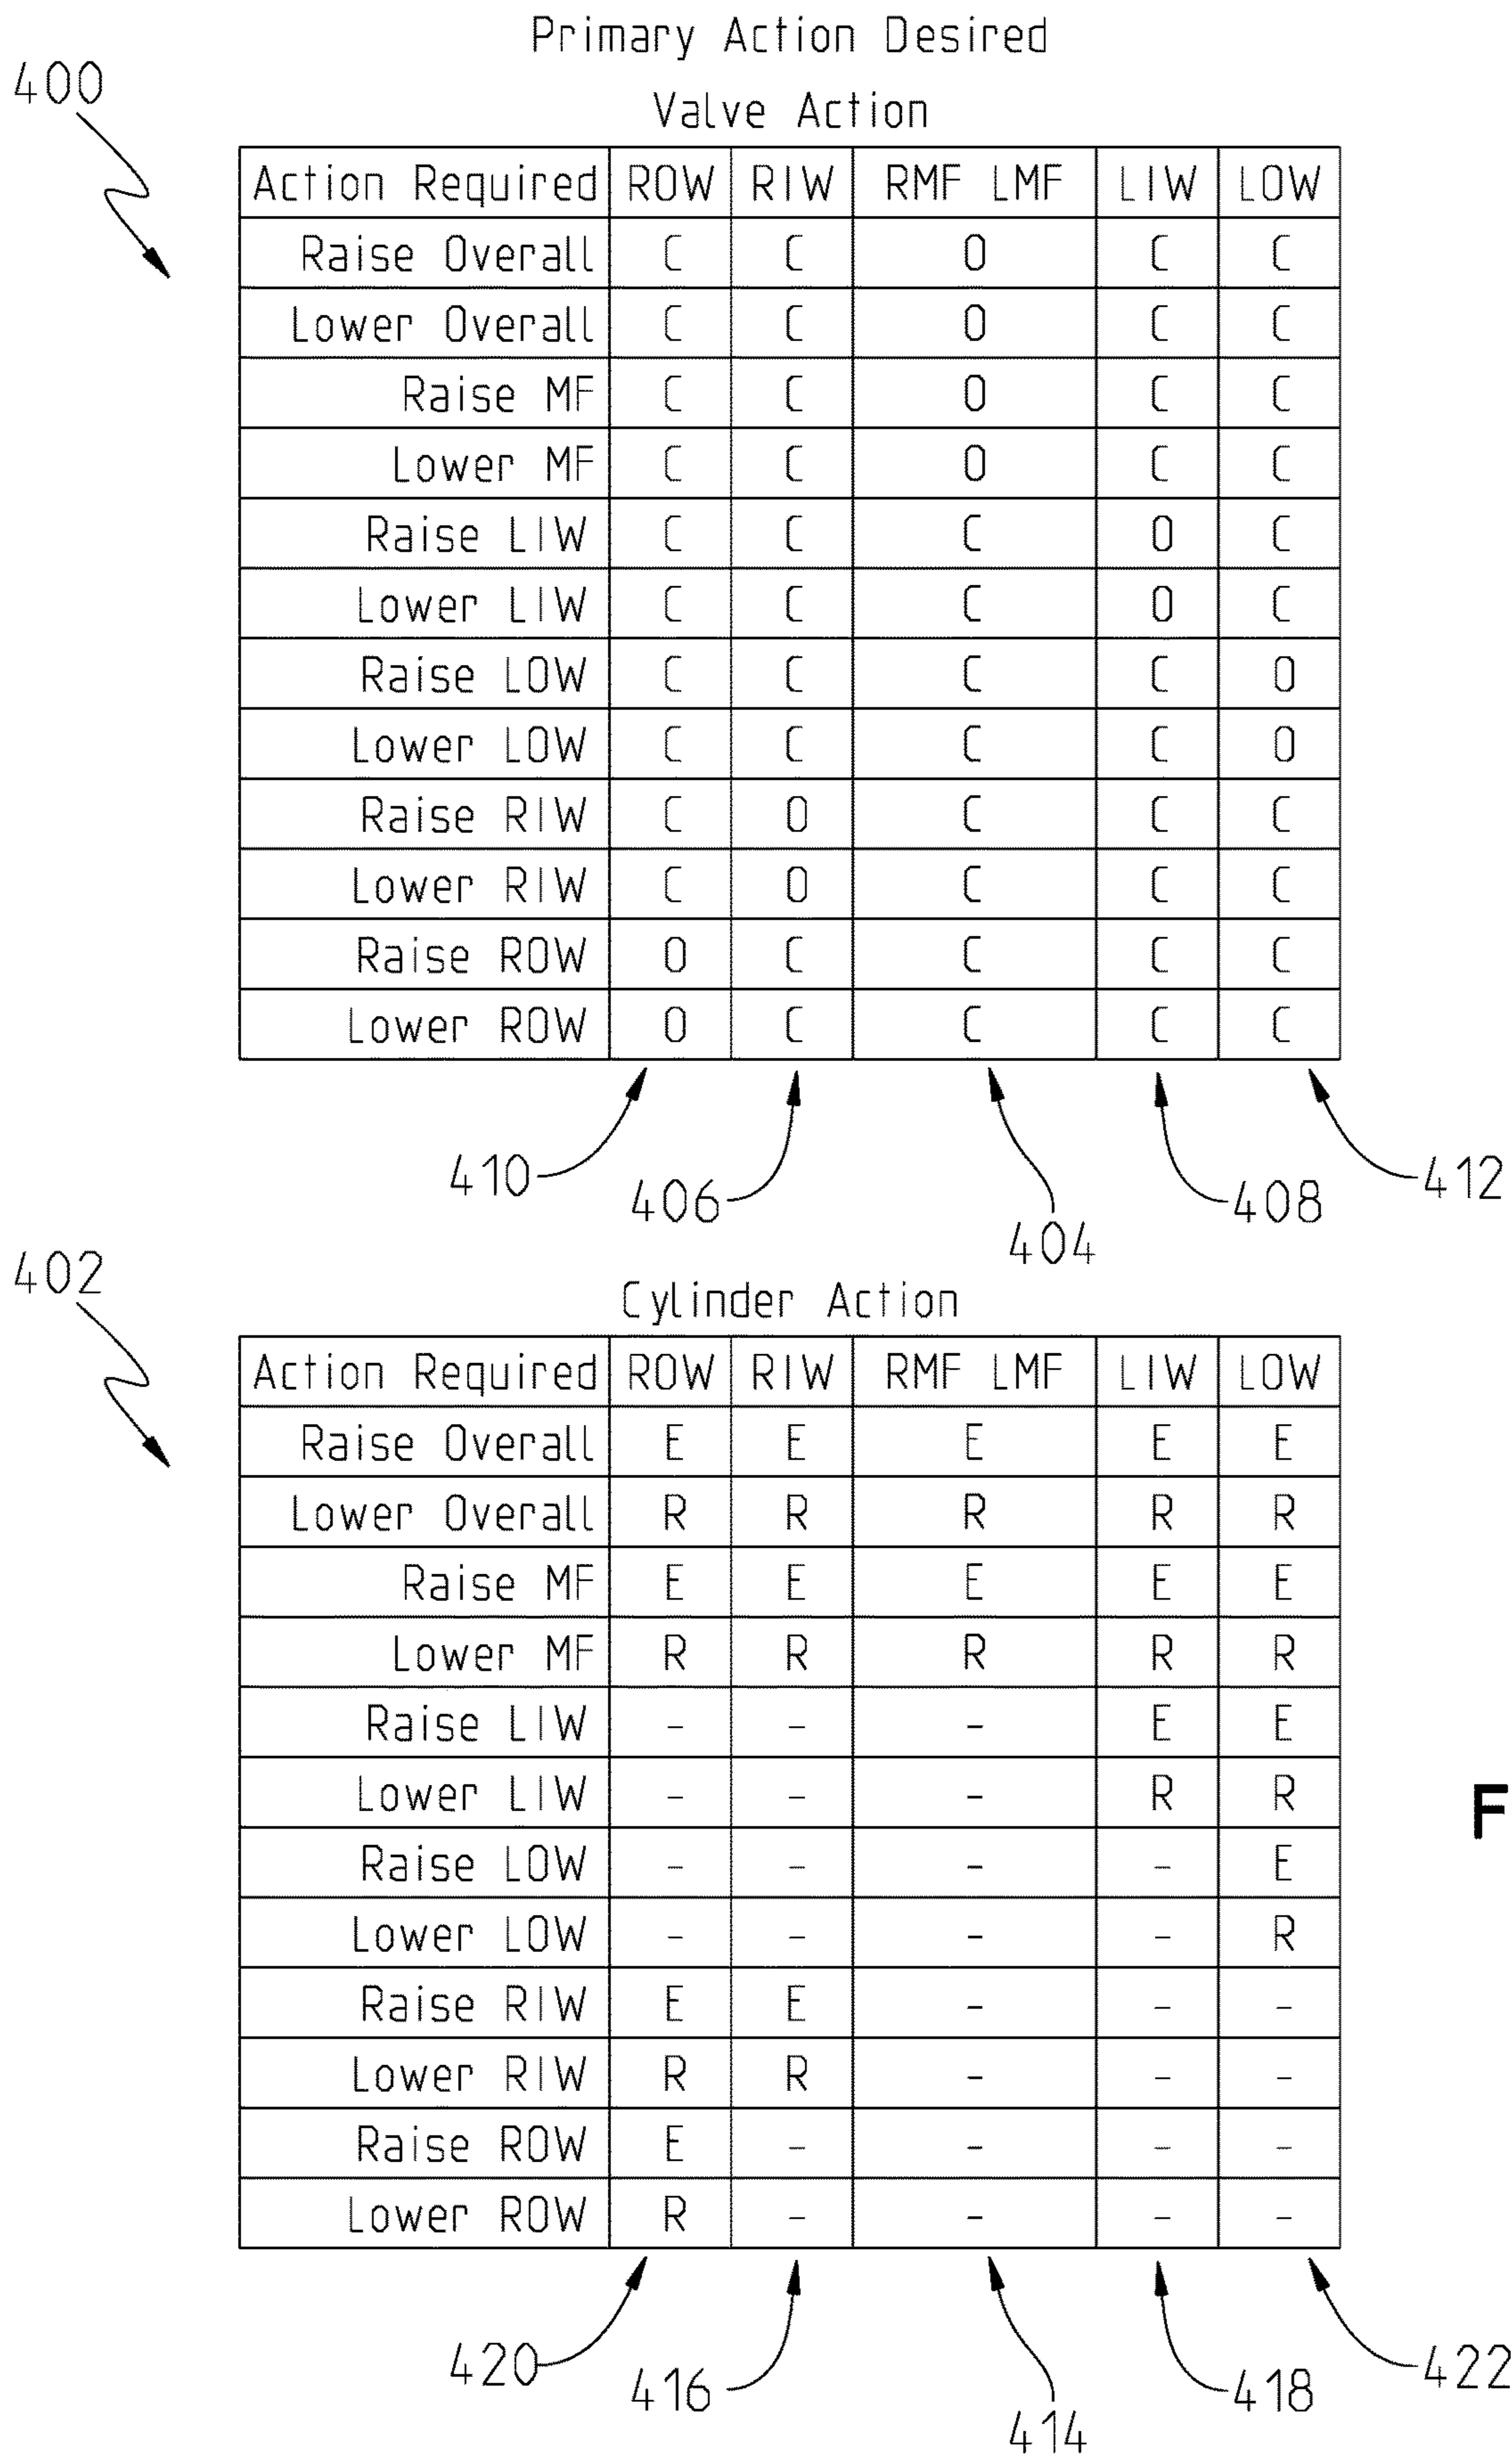 Primary Action Desired
400
Valve Action
Action Required ROW RIW RMF LMF LIW LOW
Raise Overall C C O C C
Lower Overall C C O C C
Raise MF C C O C C
Lower MF C C O C C
Raise LIW C C C O C
Lower LIW C C C O C
Raise LOW C C C C O
Lower LOW C C C C O
Raise RIW C O C C C
Lower RIW C O C C C
Raise ROW O C C C C
Lower ROW O C C C C
410 406 404 408 412
402
Cylinder Action
Action Required ROW RIW RMF LMF LIW LOW
Raise Overall E E E E E
Lower Overall R R R R R
Raise MF E E E E E
Lower MF R R R R R
Raise LIW - - - E E
Lower LIW - - - R R
F
Raise LOW - - - - E
Lower LOW - - - - R
Raise RIW E E - - -
Lower RIW R R - - -
Raise ROW E - - - -
Lower ROW R - - - -
420 416 414 418 422